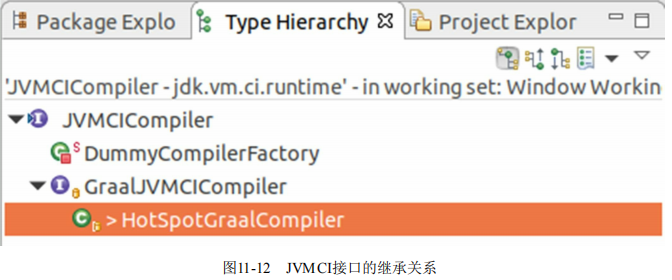 Package Explo Type Hierarchy Project Explor
'JVMCICompiler - jdk.vm.ci.runtime' - in working set: Window Workin
JVMCICompiler
DummyCompilerFactory
GraalJVMCICompiler
> HotSpotGraalCompiler
图11-12 JVMCI接口的继承关系